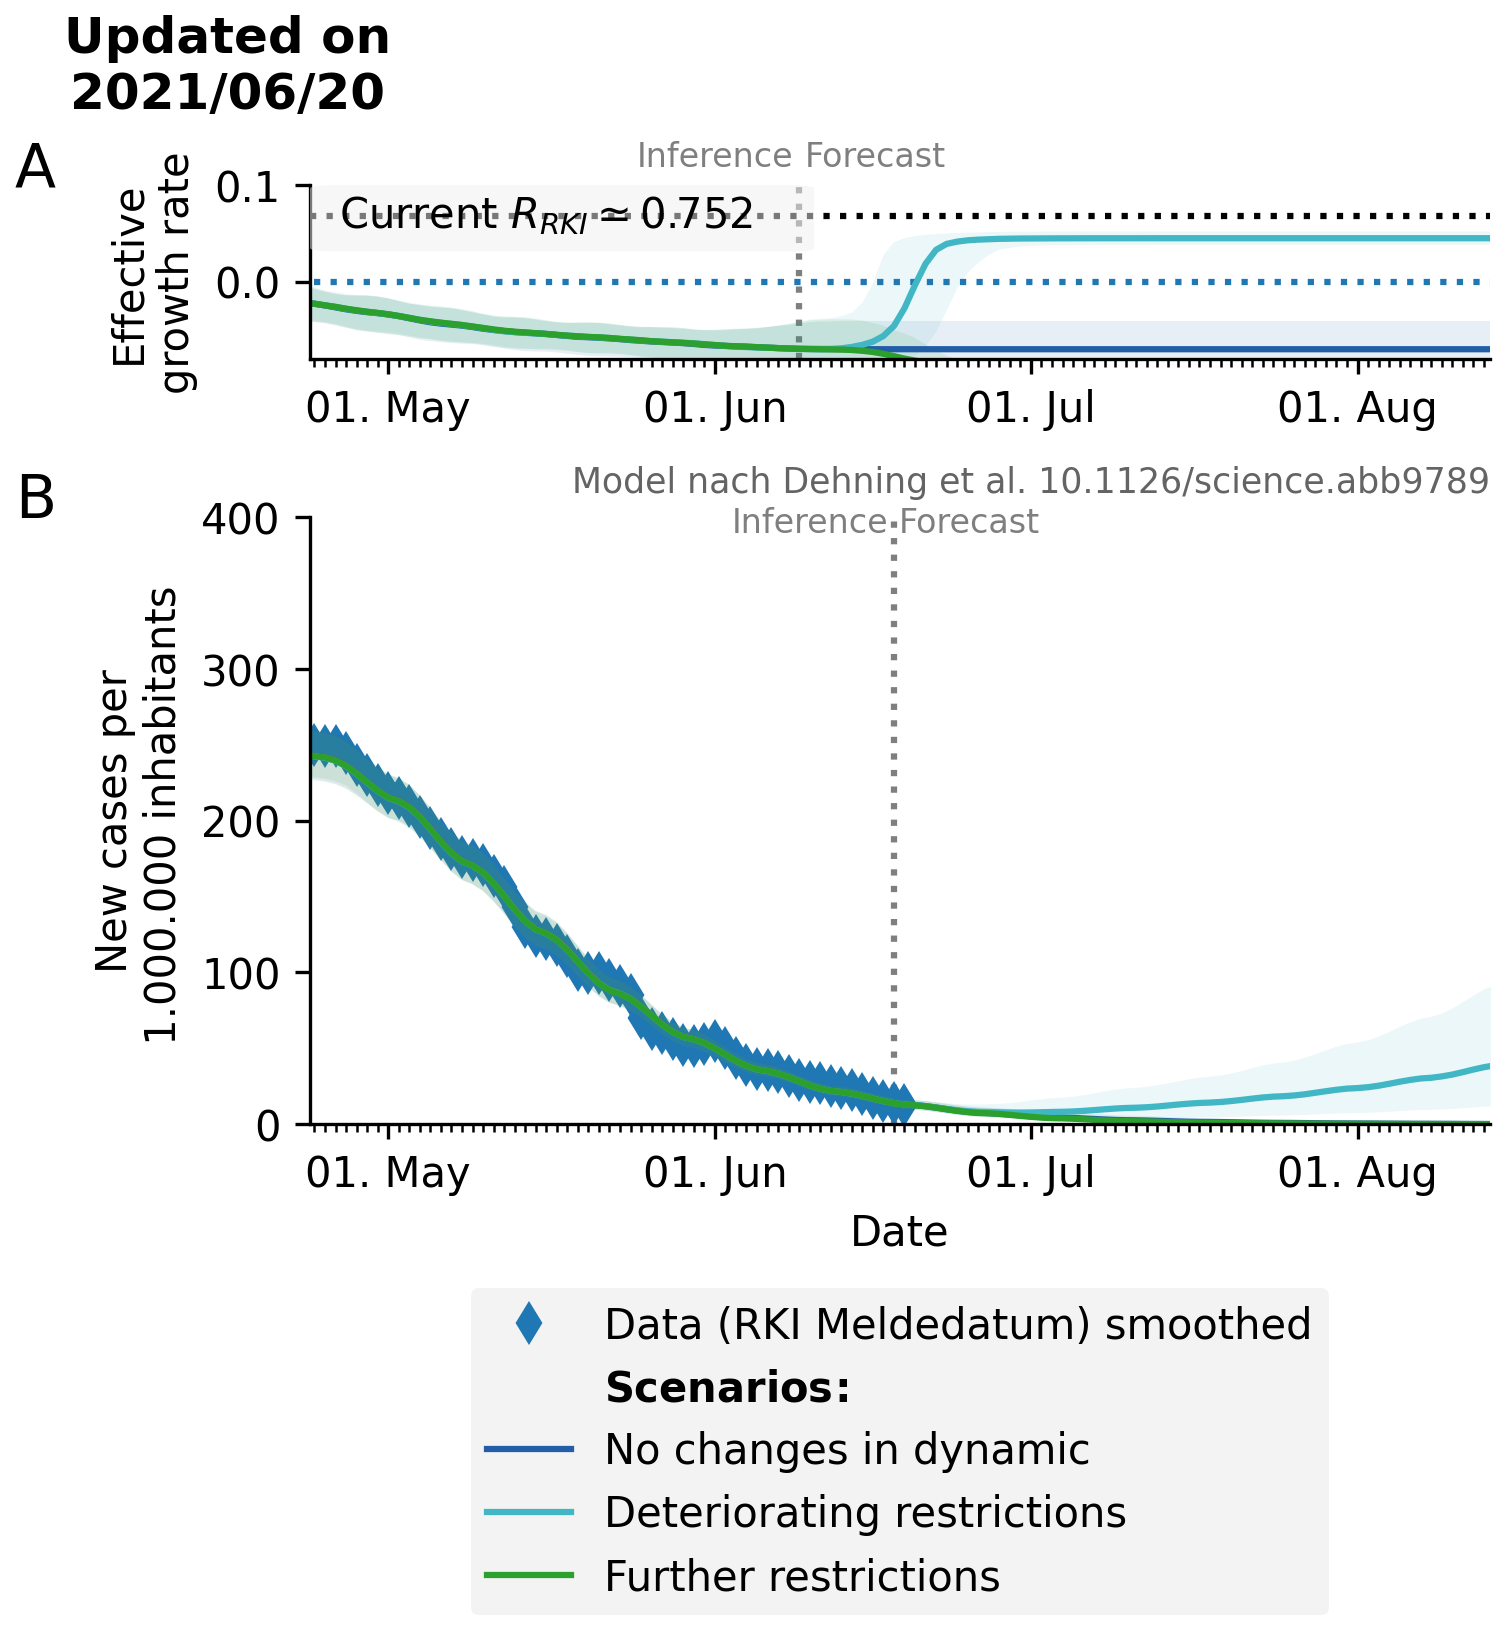 Updated on
2021/06/20
A
Inference Forecast
Effective
growth rate
0.1
0.0
Current R_RKI ≃ 0.752
01. May 01. Jun 01. Jul 01. Aug
B
Model nach Dehning et al. 10.1126/science.abb9789
Inference Forecast
New cases per
1.000.000 inhabitants
400
300
200
100
0
01. May 01. Jun 01. Jul 01. Aug
Date
Data (RKI Meldedatum) smoothed
Scenarios:
No changes in dynamic
Deteriorating restrictions
Further restrictions